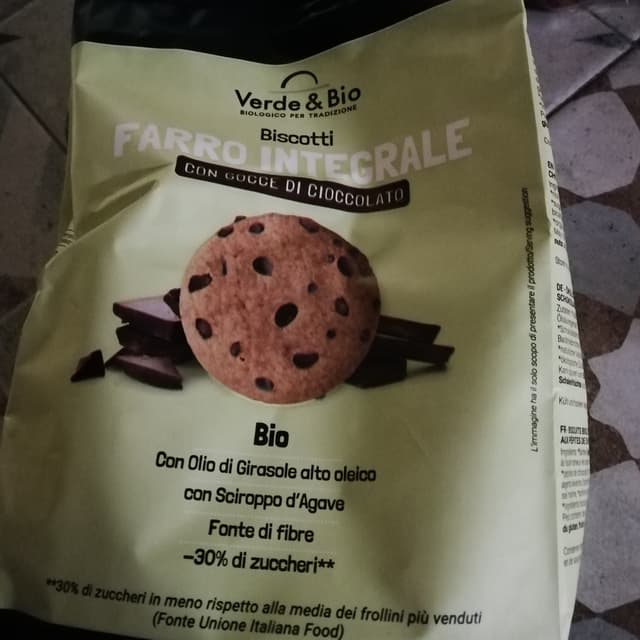 Verde & Bio
BIOLOGICO PER TRADIZIONE
Biscotti
FARRO INTEGRALE
CON GOCCE DI CIOCCOLATO
L'immagine ha il solo scopo di presentare il prodotto/Serving suggestion
Bio
Con Olio di Girasole alto oleico
con Sciroppo d'Agave
Fonte di fibre
-30% di zuccheri**
**30% di zuccheri in meno rispetto alla media dei frollini più venduti
(Fonte Unione Italiana Food)